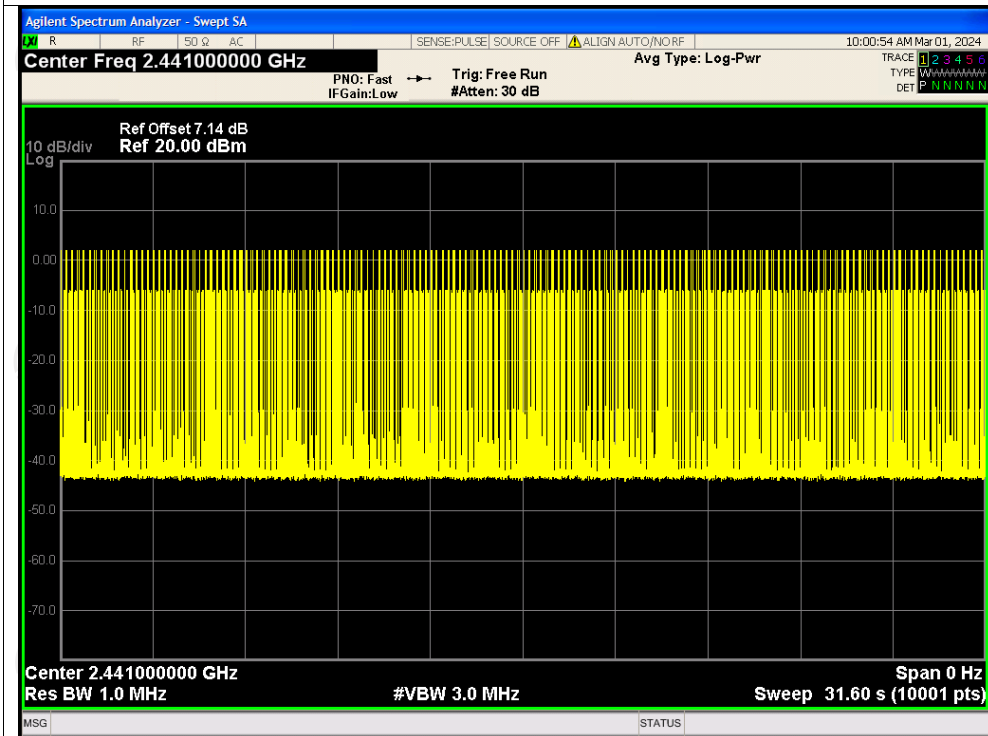 Agilent Spectrum Analyzer - Swept SA
LXI R RF 50 Ω AC SENSE:PULSE SOURCE OFF ALIGN AUTO/NO RF 10:00:54 AM Mar 01, 2024
Center Freq 2.441000000 GHz Avg Type: Log-Pwr TRACE 1 2 3 4 5 6
PNO: Fast Trig: Free Run TYPE W
IFGain:Low #Atten: 30 dB DET P N N N N N
Ref Offset 7.14 dB
10 dB/div Ref 20.00 dBm
Log
10.0
0.00
-10.0
-20.0
-30.0
-40.0
-50.0
-60.0
-70.0
Center 2.441000000 GHz Span 0 Hz
Res BW 1.0 MHz #VBW 3.0 MHz Sweep 31.60 s (10001 pts)
MSG STATUS